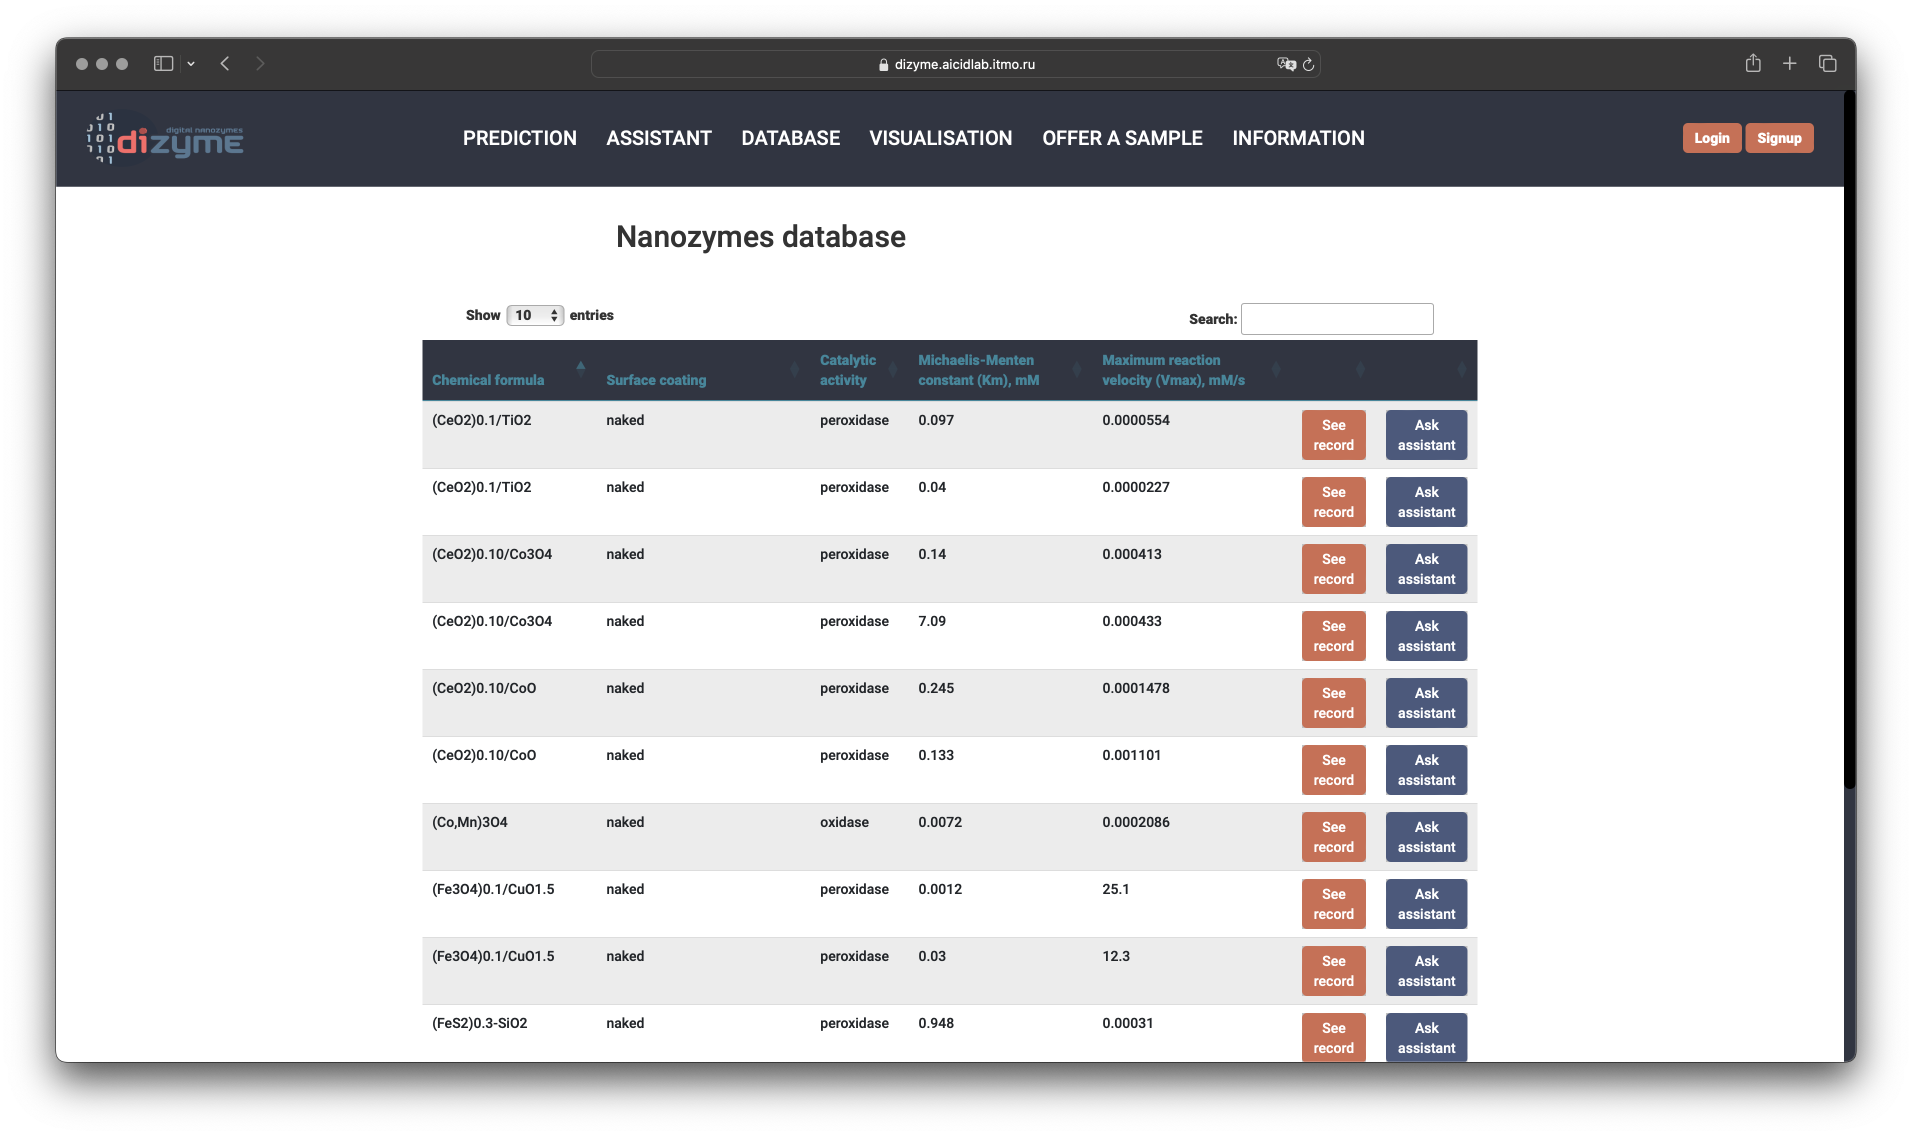 dizyme.aicidlab.itmo.ru
digital nanozymes
dizyme
PREDICTION ASSISTANT DATABASE VISUALISATION OFFER A SAMPLE INFORMATION
Login Signup
Nanozymes database
Show 10 entries
Search:
Chemical formula Surface coating Catalytic activity Michaelis-Menten constant (Km), mM Maximum reaction velocity (Vmax), mM/s
(CeO2)0.1/TiO2 naked peroxidase 0.097 0.0000554 See record Ask assistant
(CeO2)0.1/TiO2 naked peroxidase 0.04 0.0000227 See record Ask assistant
(CeO2)0.10/Co3O4 naked peroxidase 0.14 0.000413 See record Ask assistant
(CeO2)0.10/Co3O4 naked peroxidase 7.09 0.000433 See record Ask assistant
(CeO2)0.10/CoO naked peroxidase 0.245 0.0001478 See record Ask assistant
(CeO2)0.10/CoO naked peroxidase 0.133 0.001101 See record Ask assistant
(Co,Mn)3O4 naked oxidase 0.0072 0.0002086 See record Ask assistant
(Fe3O4)0.1/CuO1.5 naked peroxidase 0.0012 25.1 See record Ask assistant
(Fe3O4)0.1/CuO1.5 naked peroxidase 0.03 12.3 See record Ask assistant
(FeS2)0.3-SiO2 naked peroxidase 0.948 0.00031 See record Ask assistant